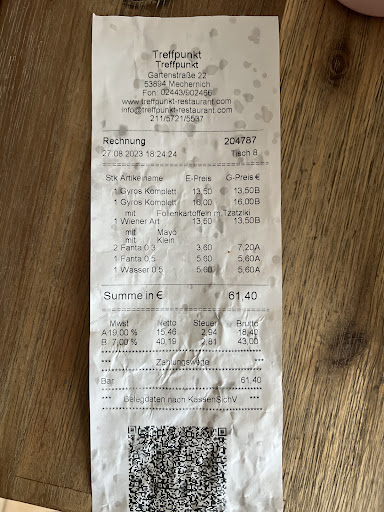 Treffpunkt
Treffpunkt
Gartenstraße 22
53894 Mechernich
Fon: 02443/902456
www.treffpunkt-restaurant.com
info@treffpunkt-restaurant.com
211/5721/5537
Rechnung 204787
27.08.2023 18:24:24 Tisch 8
Stk Artikelname E-Preis G-Preis €
1 Gyros Komplett 13,50 13,50B
1 Gyros Komplett 16,00 16,00B
mit Folienkartoffeln m.Tzatziki
1 Wiener Art 13,50 13,50B
mit Mayo
mit Klein
2 Fanta 0.3 3,60 7,20A
1 Fanta 0.5 5,60 5,60A
1 Wasser 0.5 5,60 5,60A
Summe in € 61,40
Mwst Netto Steuer Brutto
A 19,00 % 15,46 2,94 18,40
B 7,00 % 40,19 2,81 43,00
*** Zahlungswege ***
Bar 61,40
*** Belegdaten nach KassenSichV ***